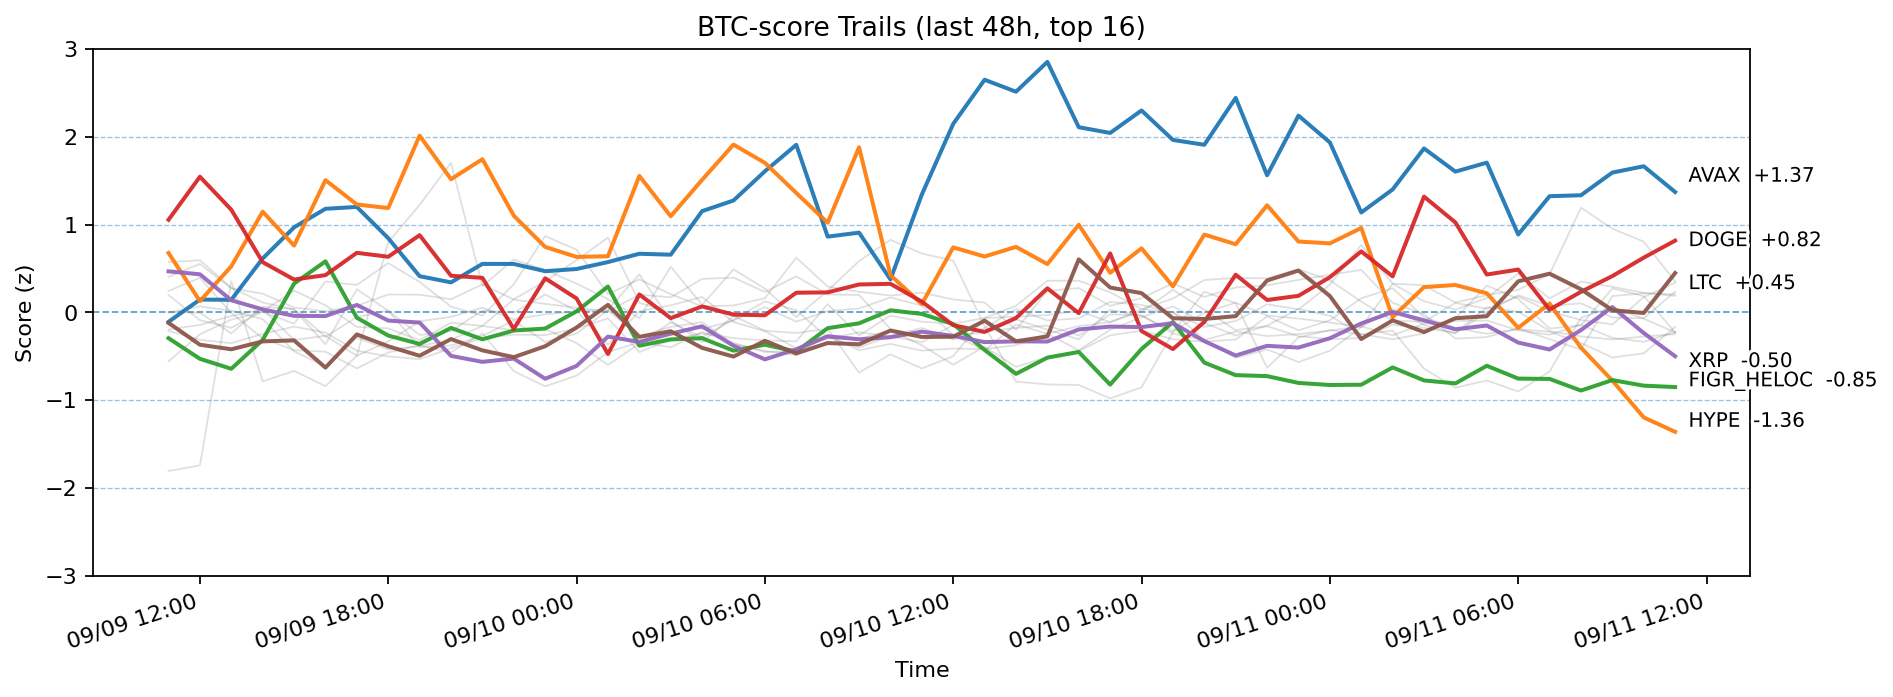 BTC-score Trails (last 48h, top 16)
3
2
1
0
−1
−2
−3
Score (z)
AVAX +1.37
DOGE +0.82
LTC +0.45
XRP -0.50
FIGR_HELOC -0.85
HYPE -1.36
09/09 12:00
09/09 18:00
09/10 00:00
09/10 06:00
09/10 12:00
09/10 18:00
09/11 00:00
09/11 06:00
09/11 12:00
Time